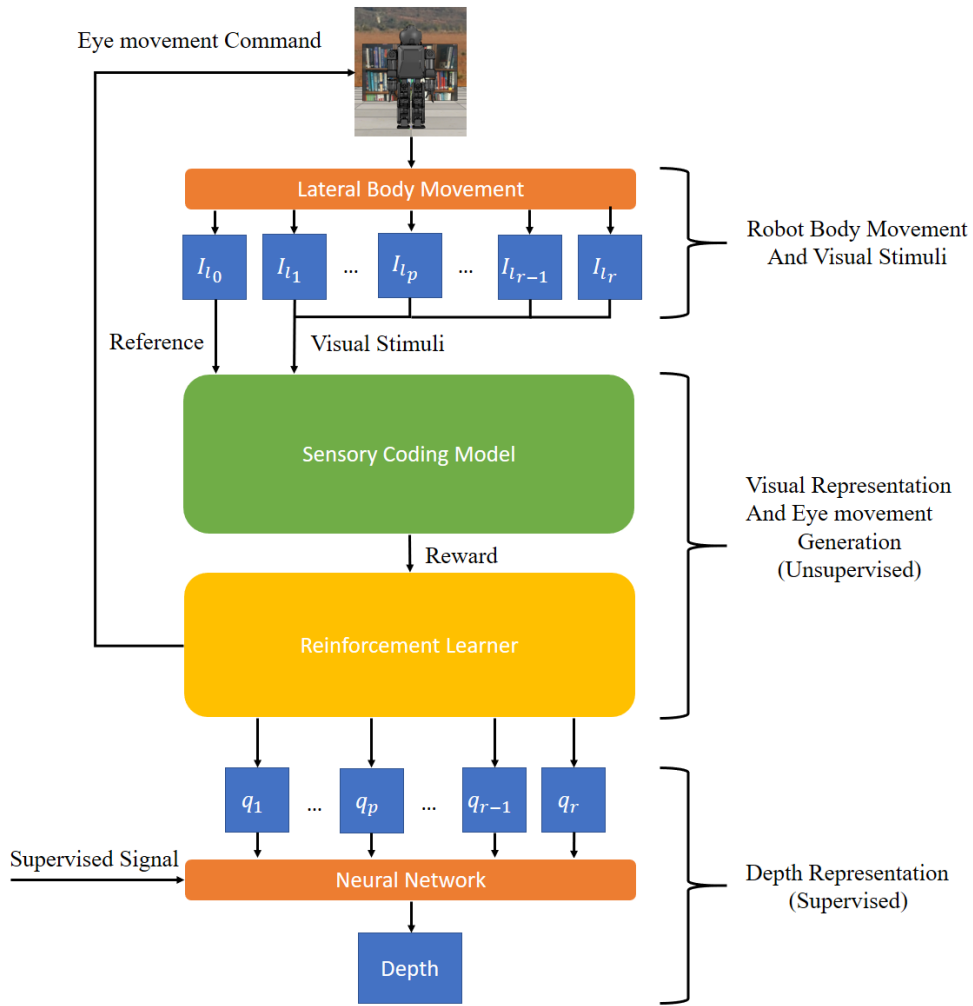 Eye movement Command
Lateral Body Movement
I_{l_0} I_{l_1} ... I_{l_p} ... I_{l_{r-1}} I_{l_r}
Robot Body Movement
And Visual Stimuli
Reference
Visual Stimuli
Sensory Coding Model
Visual Representation
And Eye movement
Generation
(Unsupervised)
Reward
Reinforcement Learner
q_1 ... q_p ... q_{r-1} q_r
Supervised Signal
Neural Network
Depth Representation
(Supervised)
Depth